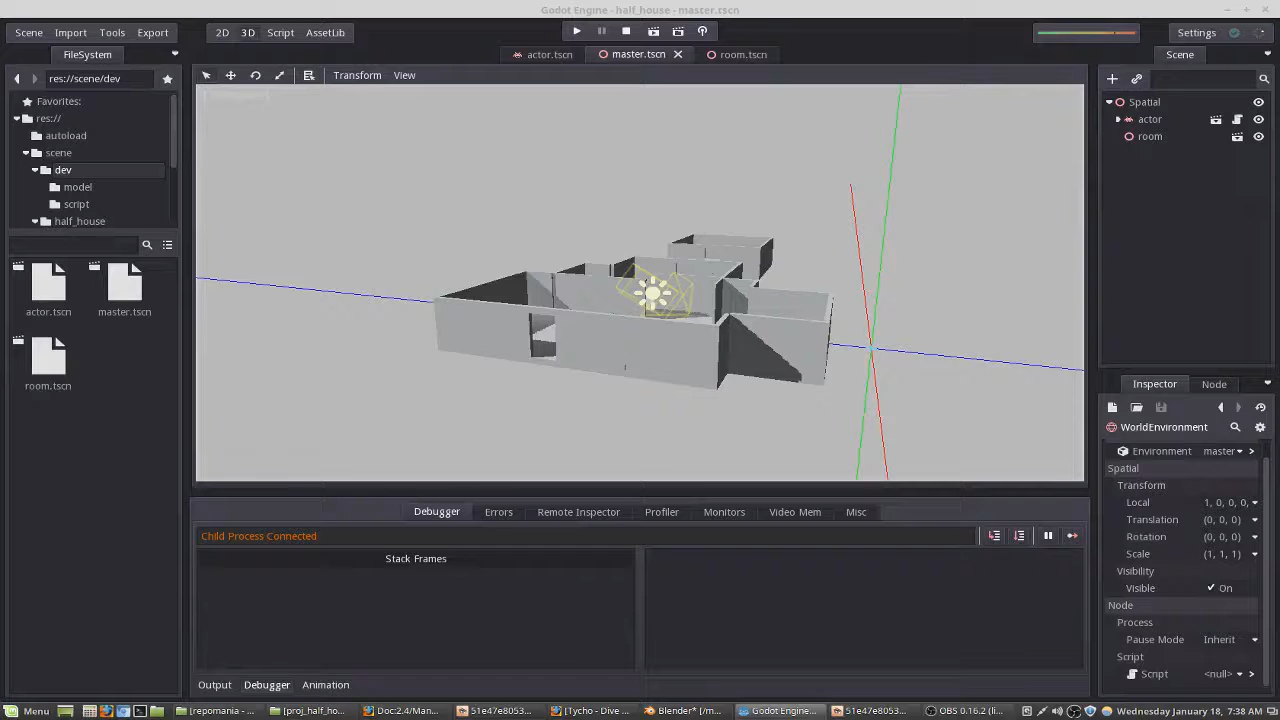 Godot Engine - half_house - master.tscn
Scene Import Tools Export
2D 3D Script AssetLib
Settings
FileSystem
actor.tscn
master.tscn
room.tscn
Scene
res://scene/dev
Transform View
Favorites:
res://
autoload
scene
dev
model
script
half_house
actor.tscn master.tscn
room.tscn
Spatial
actor
room
Inspector Node
WorldEnvironment
Environment master
Spatial
Transform
Local 1, 0, 0, 0,
Translation (0, 0, 0)
Rotation (0, 0, 0)
Scale (1, 1, 1)
Visibility
Visible On
Node
Process
Pause Mode Inherit
Script
Script <null>
Debugger Errors Remote Inspector Profiler Monitors Video Mem Misc
Child Process Connected
Stack Frames
Output Debugger Animation
Menu [repomania - ... [proj_half_ho... Doc:2.4/Man... 51e47e8053... [Tycho - Dive ... Blender* [/m... Godot Engine... 51e47e8053... OBS 0.16.2 (li... Wednesday January 18, 7:38 AM